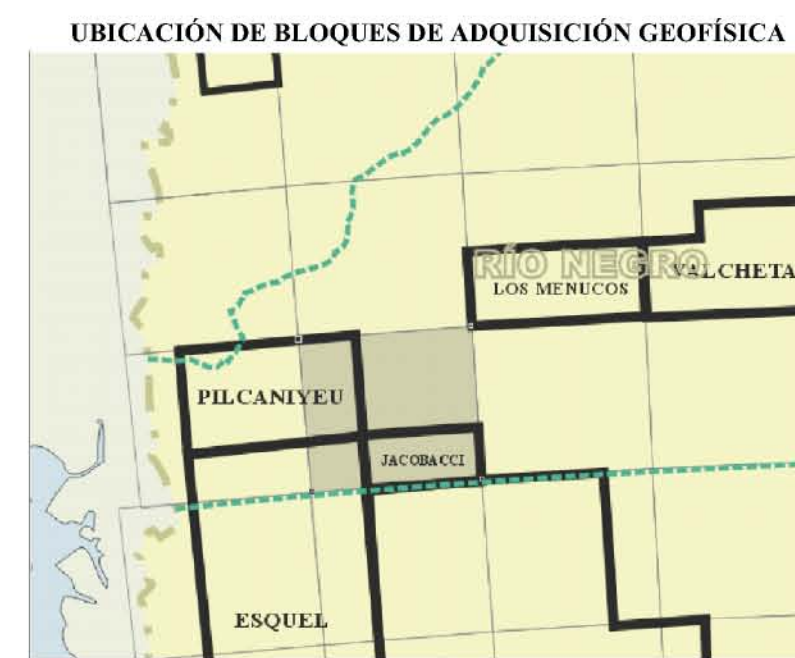 UBICACIÓN DE BLOQUES DE ADQUISICIÓN GEOFÍSICA
RÍO NEGRO
VALCHETA
LOS MENUCOS
PILCANIYEU
JACOBACCI
ESQUEL